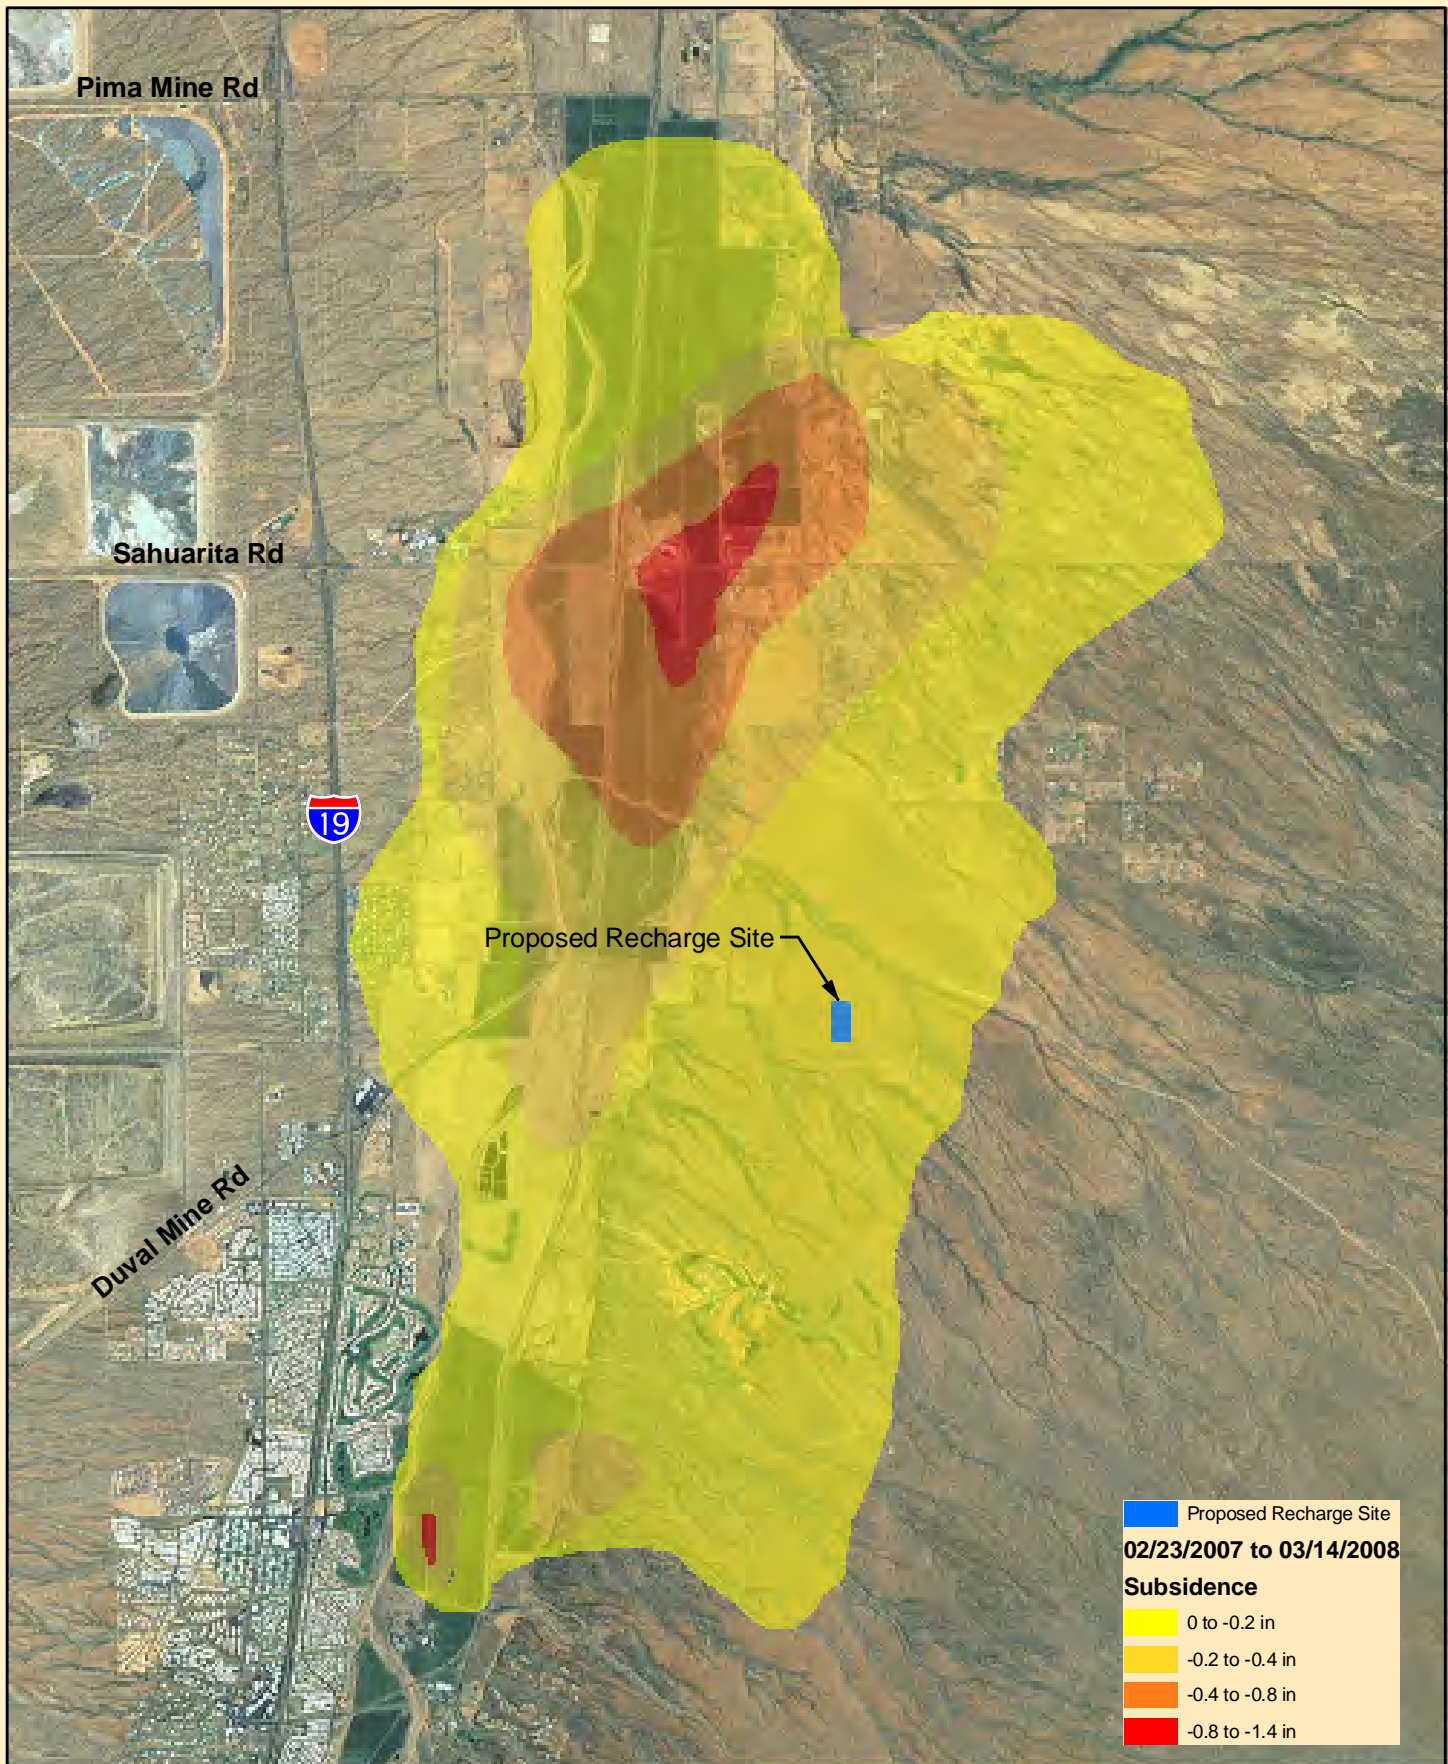 Pima Mine Rd
Sahuarita Rd
19
Proposed Recharge Site
Duval Mine Rd
Proposed Recharge Site
02/23/2007 to 03/14/2008
Subsidence
0 to -0.2 in
-0.2 to -0.4 in
-0.4 to -0.8 in
-0.8 to -1.4 in